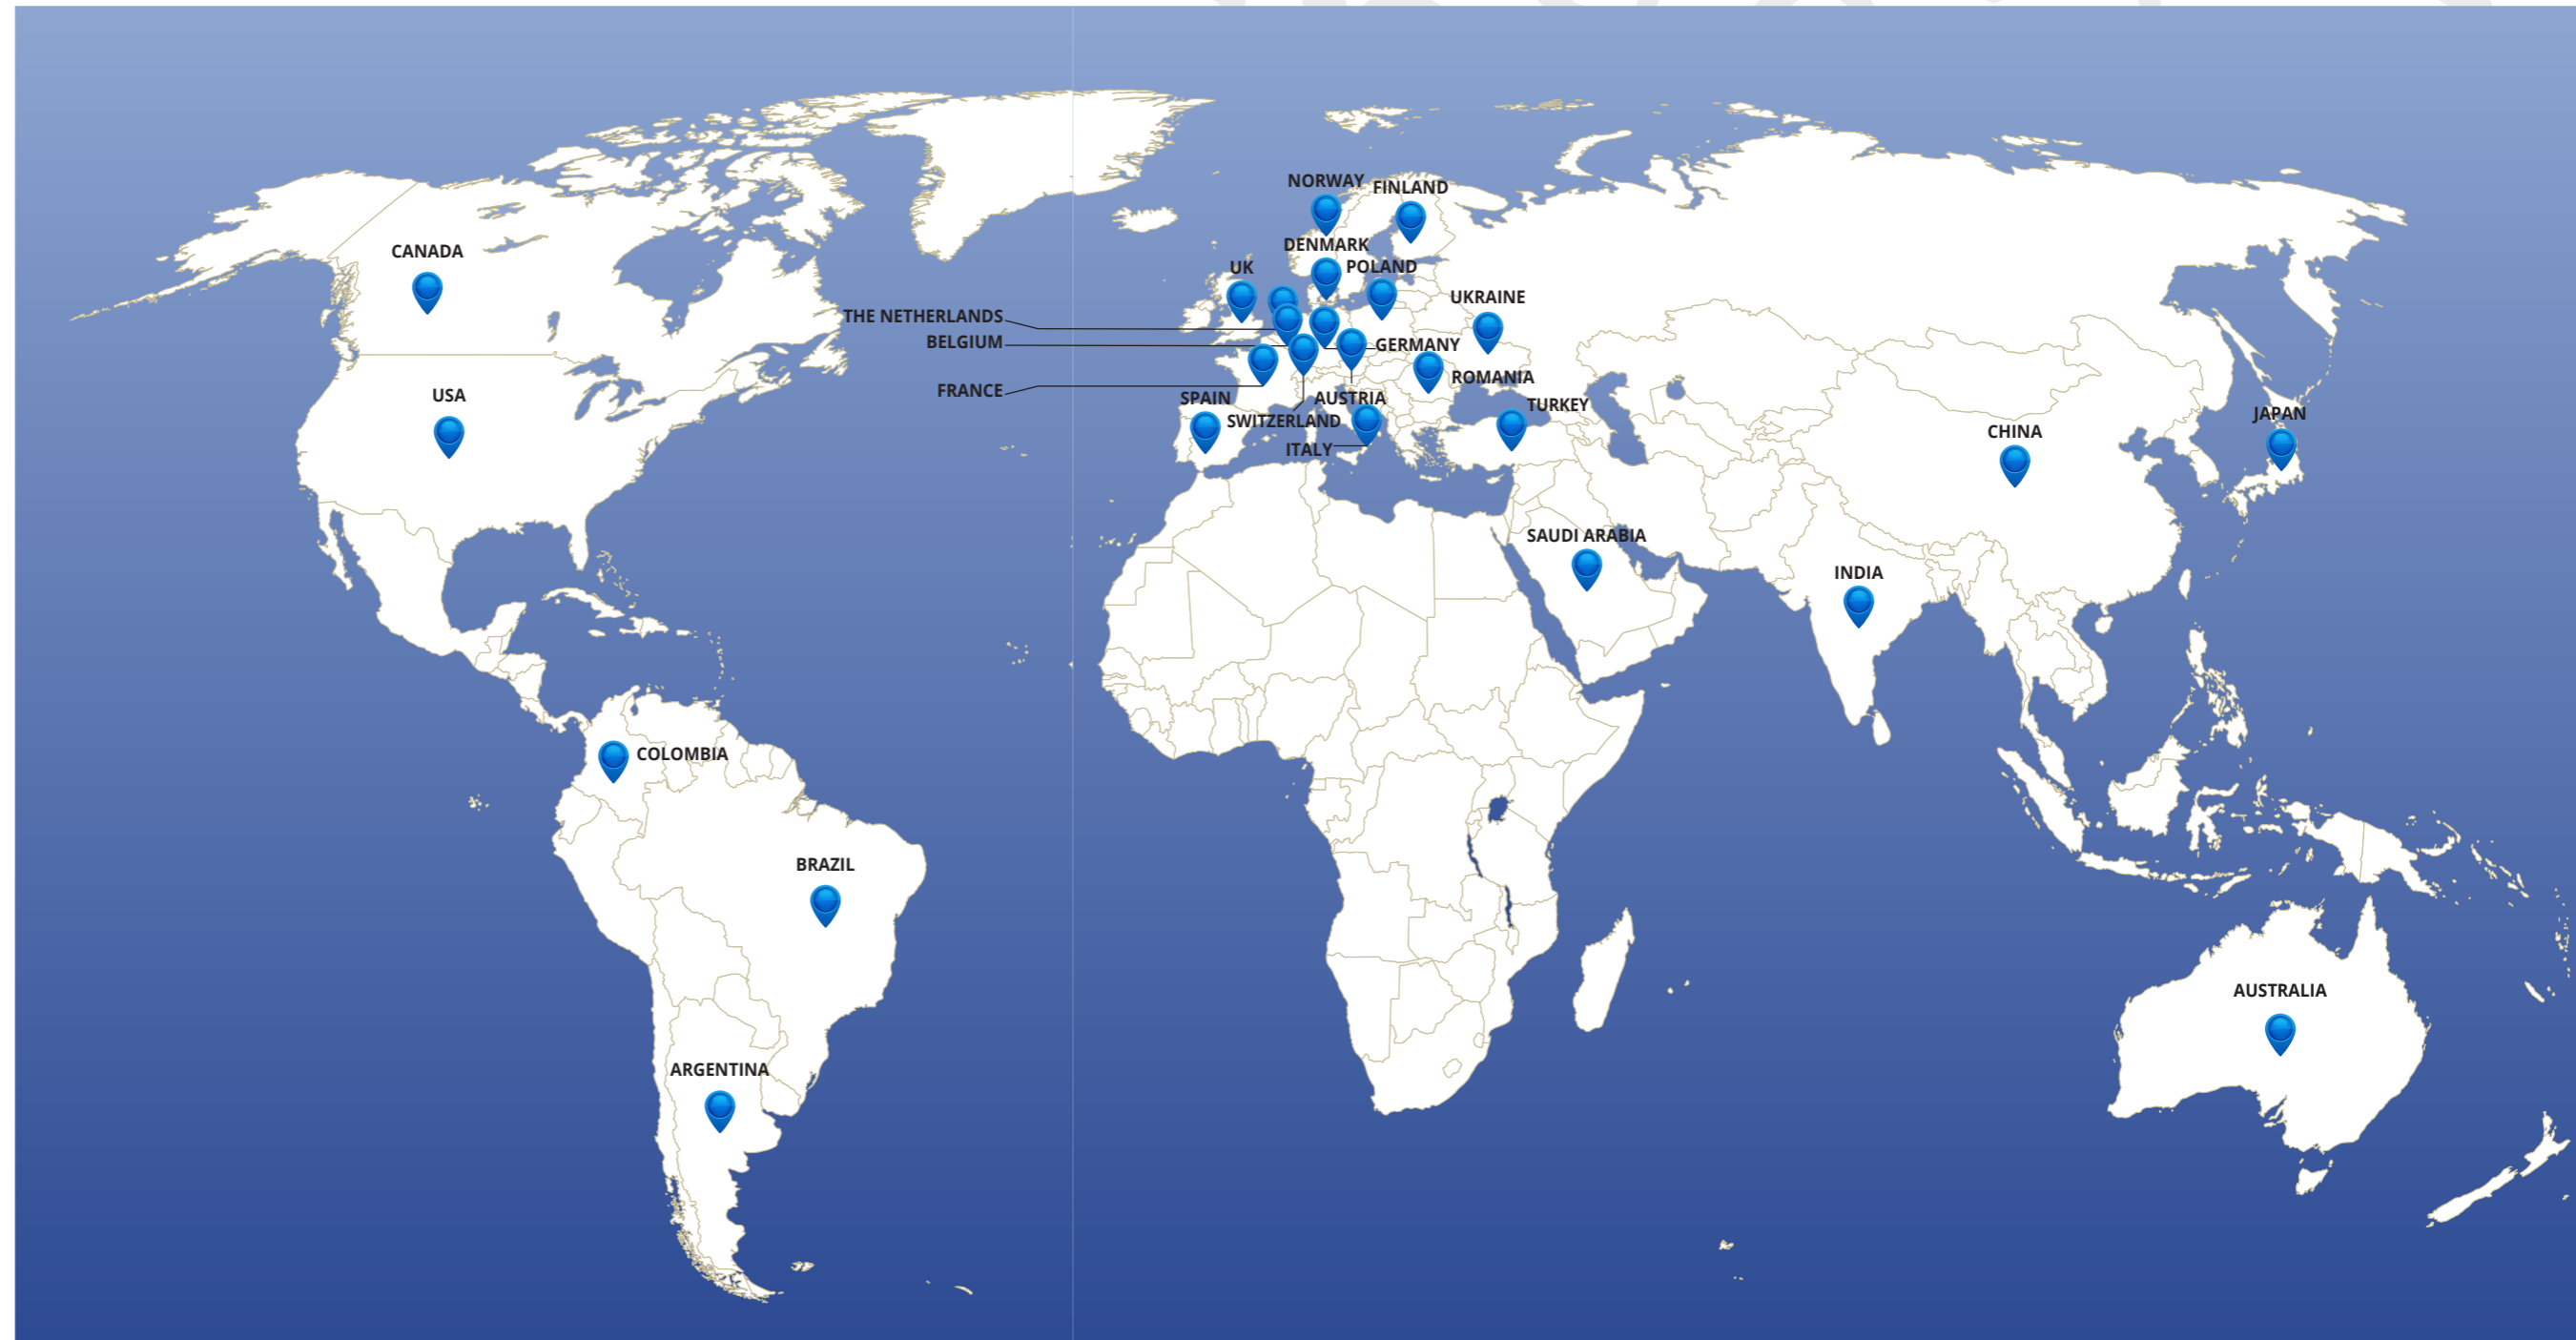 NORWAY
FINLAND
CANADA
DENMARK
UK
POLAND
UKRAINE
THE NETHERLANDS
BELGIUM
GERMANY
ROMANIA
FRANCE
USA
SPAIN
AUSTRIA
TURKEY
SWITZERLAND
JAPAN
CHINA
ITALY
SAUDI ARABIA
INDIA
COLOMBIA
BRAZIL
AUSTRALIA
ARGENTINA